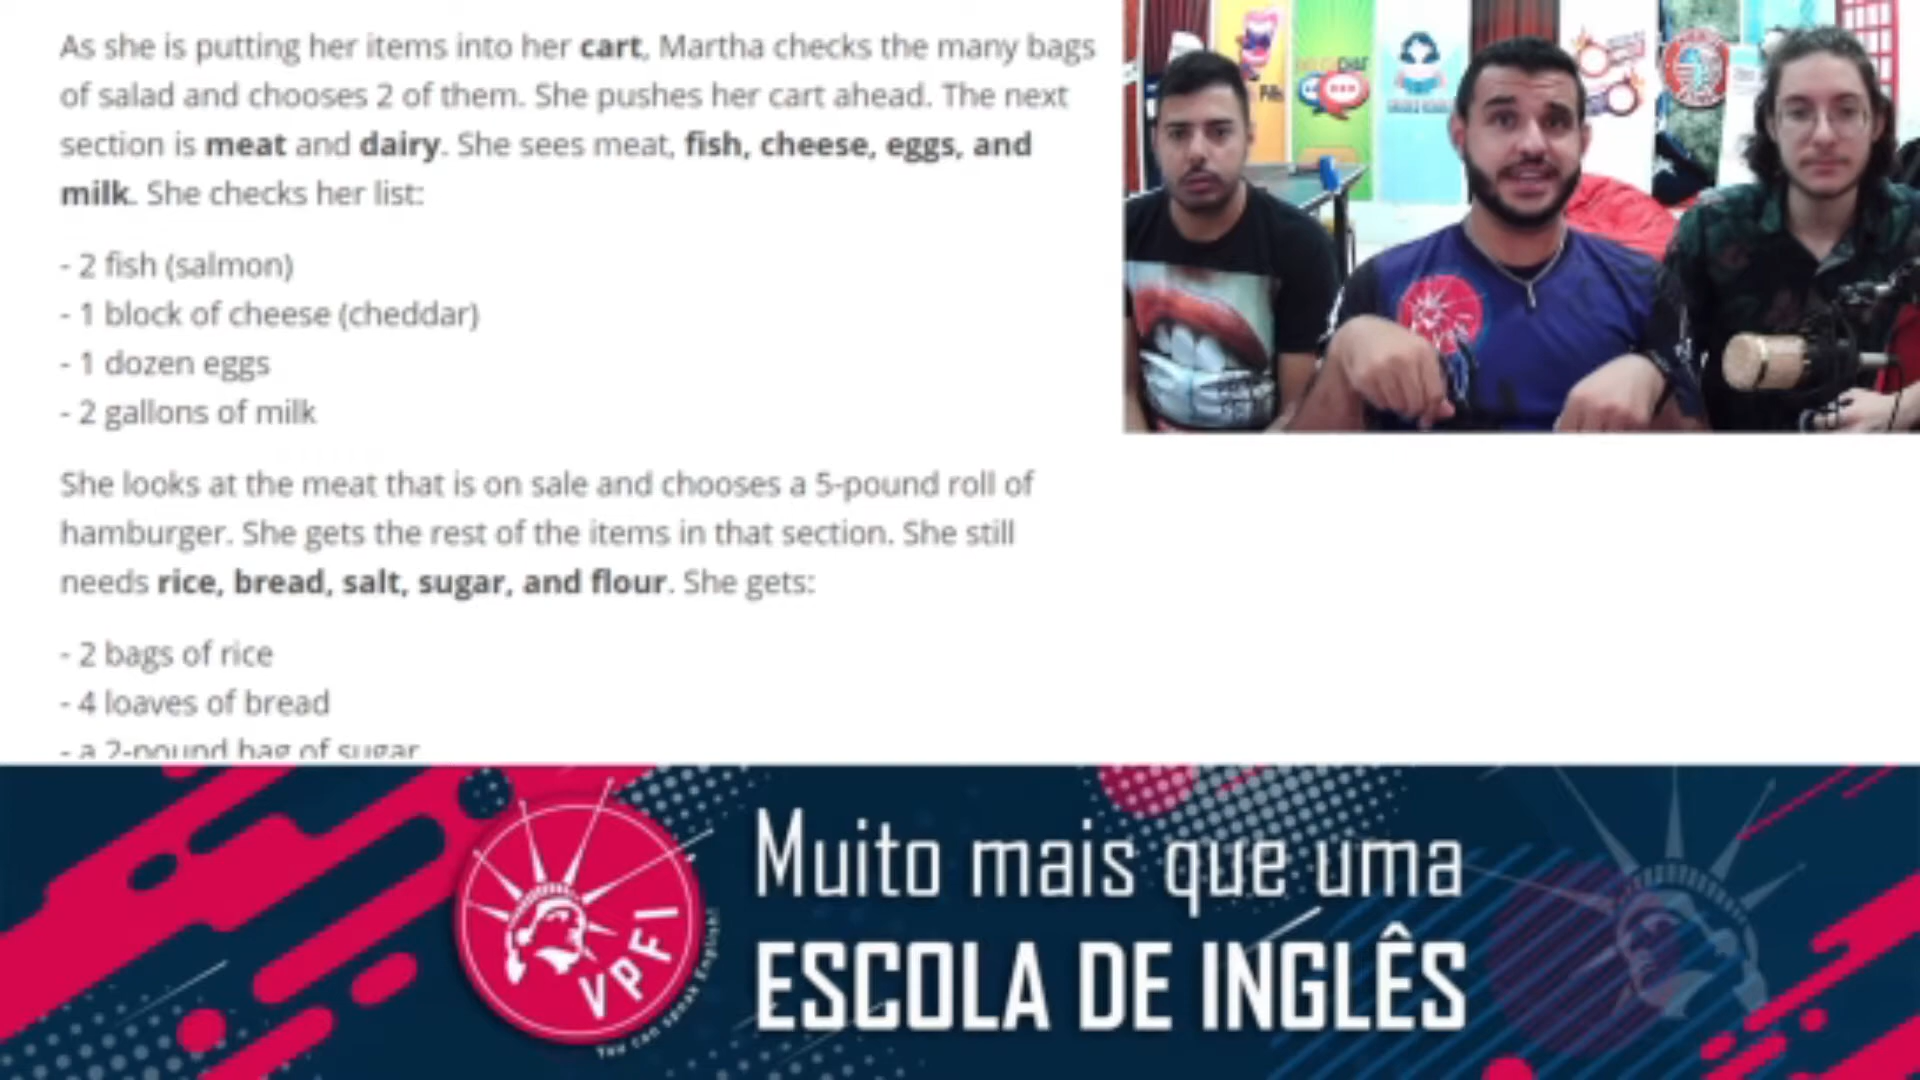 As she is putting her items into her cart, Martha checks the many bags
of salad and chooses 2 of them. She pushes her cart ahead. The next
section is meat and dairy. She sees meat, fish, cheese, eggs, and
milk. She checks her list:
- 2 fish (salmon)
- 1 block of cheese (cheddar)
- 1 dozen eggs
- 2 gallons of milk
She looks at the meat that is on sale and chooses a 5-pound roll of
hamburger. She gets the rest of the items in that section. She still
needs rice, bread, salt, sugar, and flour. She gets:
- 2 bags of rice
- 4 loaves of bread
- a 2-pound bag of sugar
VPFI
You can speak English!
Muito mais que uma
ESCOLA DE INGLÊS